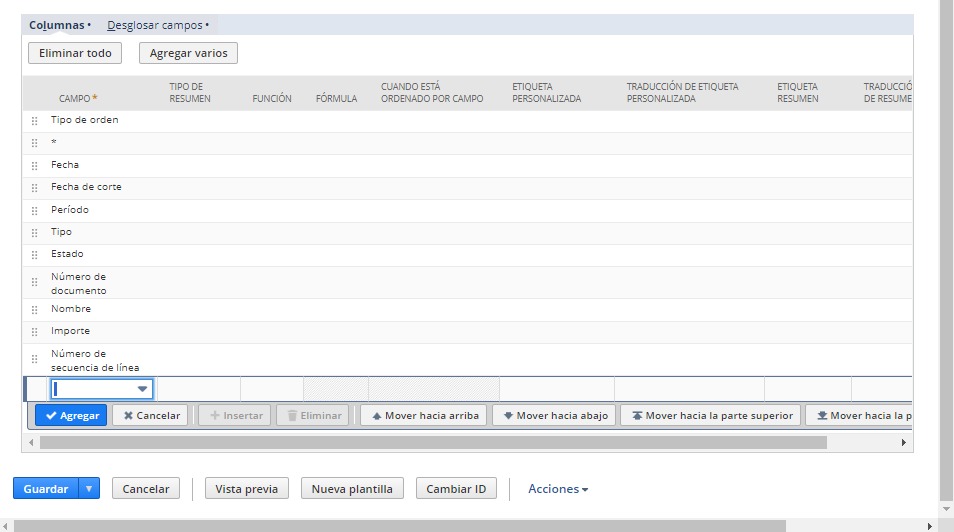 Columnas • Desglosar campos •
Eliminar todo Agregar varios
CAMPO * TIPO DE RESUMEN FUNCIÓN FÓRMULA CUANDO ESTÁ ORDENADO POR CAMPO ETIQUETA PERSONALIZADA TRADUCCIÓN DE ETIQUETA PERSONALIZADA ETIQUETA RESUMEN TRADUCCIÓ DE RESUME
Tipo de orden
*
Fecha
Fecha de corte
Período
Tipo
Estado
Número de
documento
Nombre
Importe
Número de
secuencia de línea
Agregar Cancelar Insertar Eliminar Mover hacia arriba Mover hacia abajo Mover hacia la parte superior Mover hacia la p
Guardar Cancelar Vista previa Nueva plantilla Cambiar ID Acciones